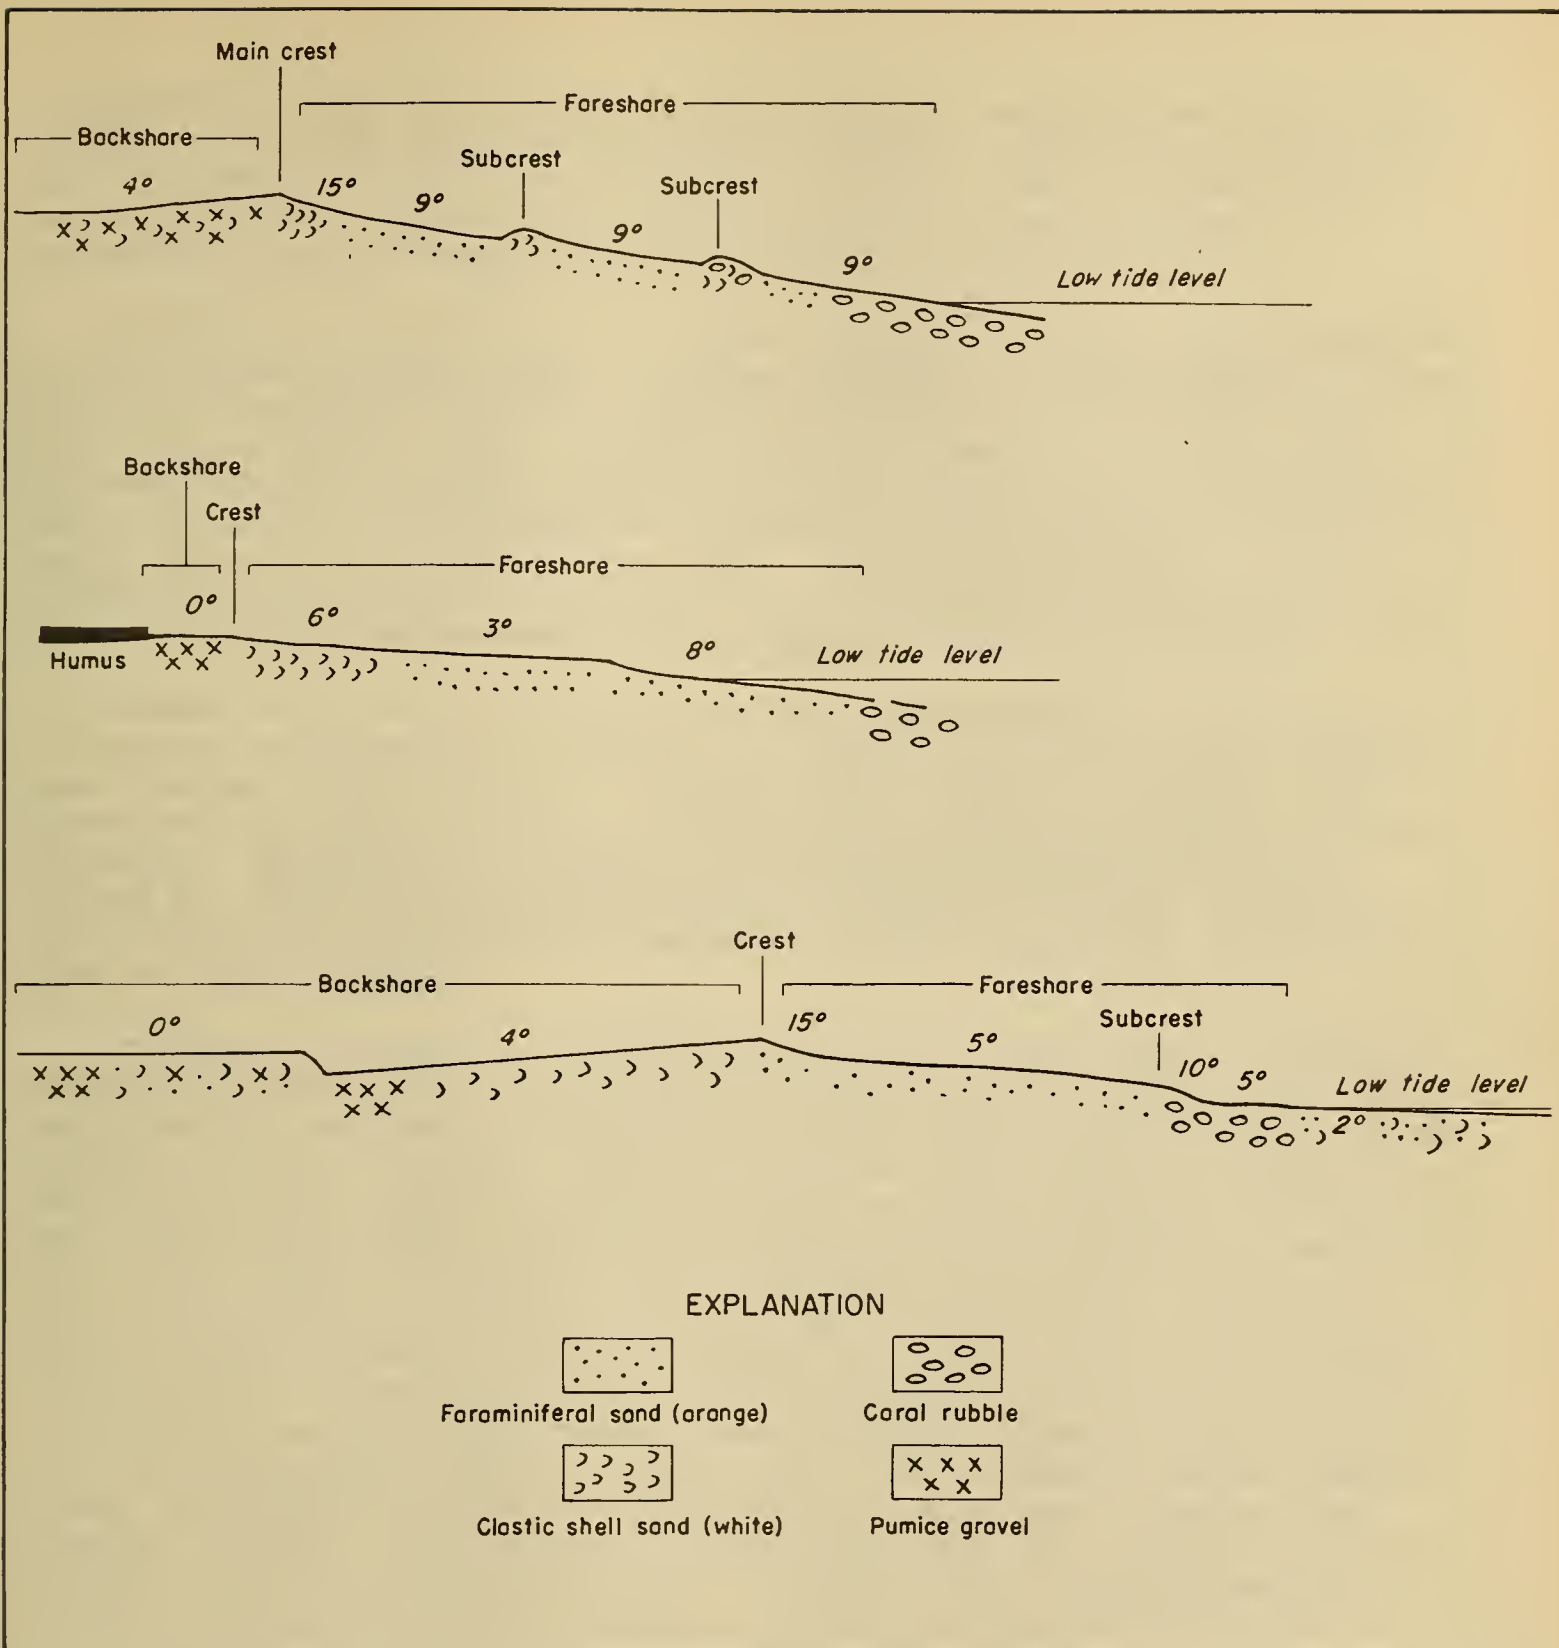 Main crest
Foreshore
Backshore
Subcrest
Subcrest
4°
15°
9°
9°
9°
Low tide level
Backshore
Crest
Foreshore
0°
6°
3°
8°
Low tide level
Humus
Crest
Backshore
Foreshore
Subcrest
0°
4°
15°
5°
10°
5°
Low tide level
2°
EXPLANATION
Foraminiferal sand (orange)
Coral rubble
Clastic shell sand (white)
Pumice gravel